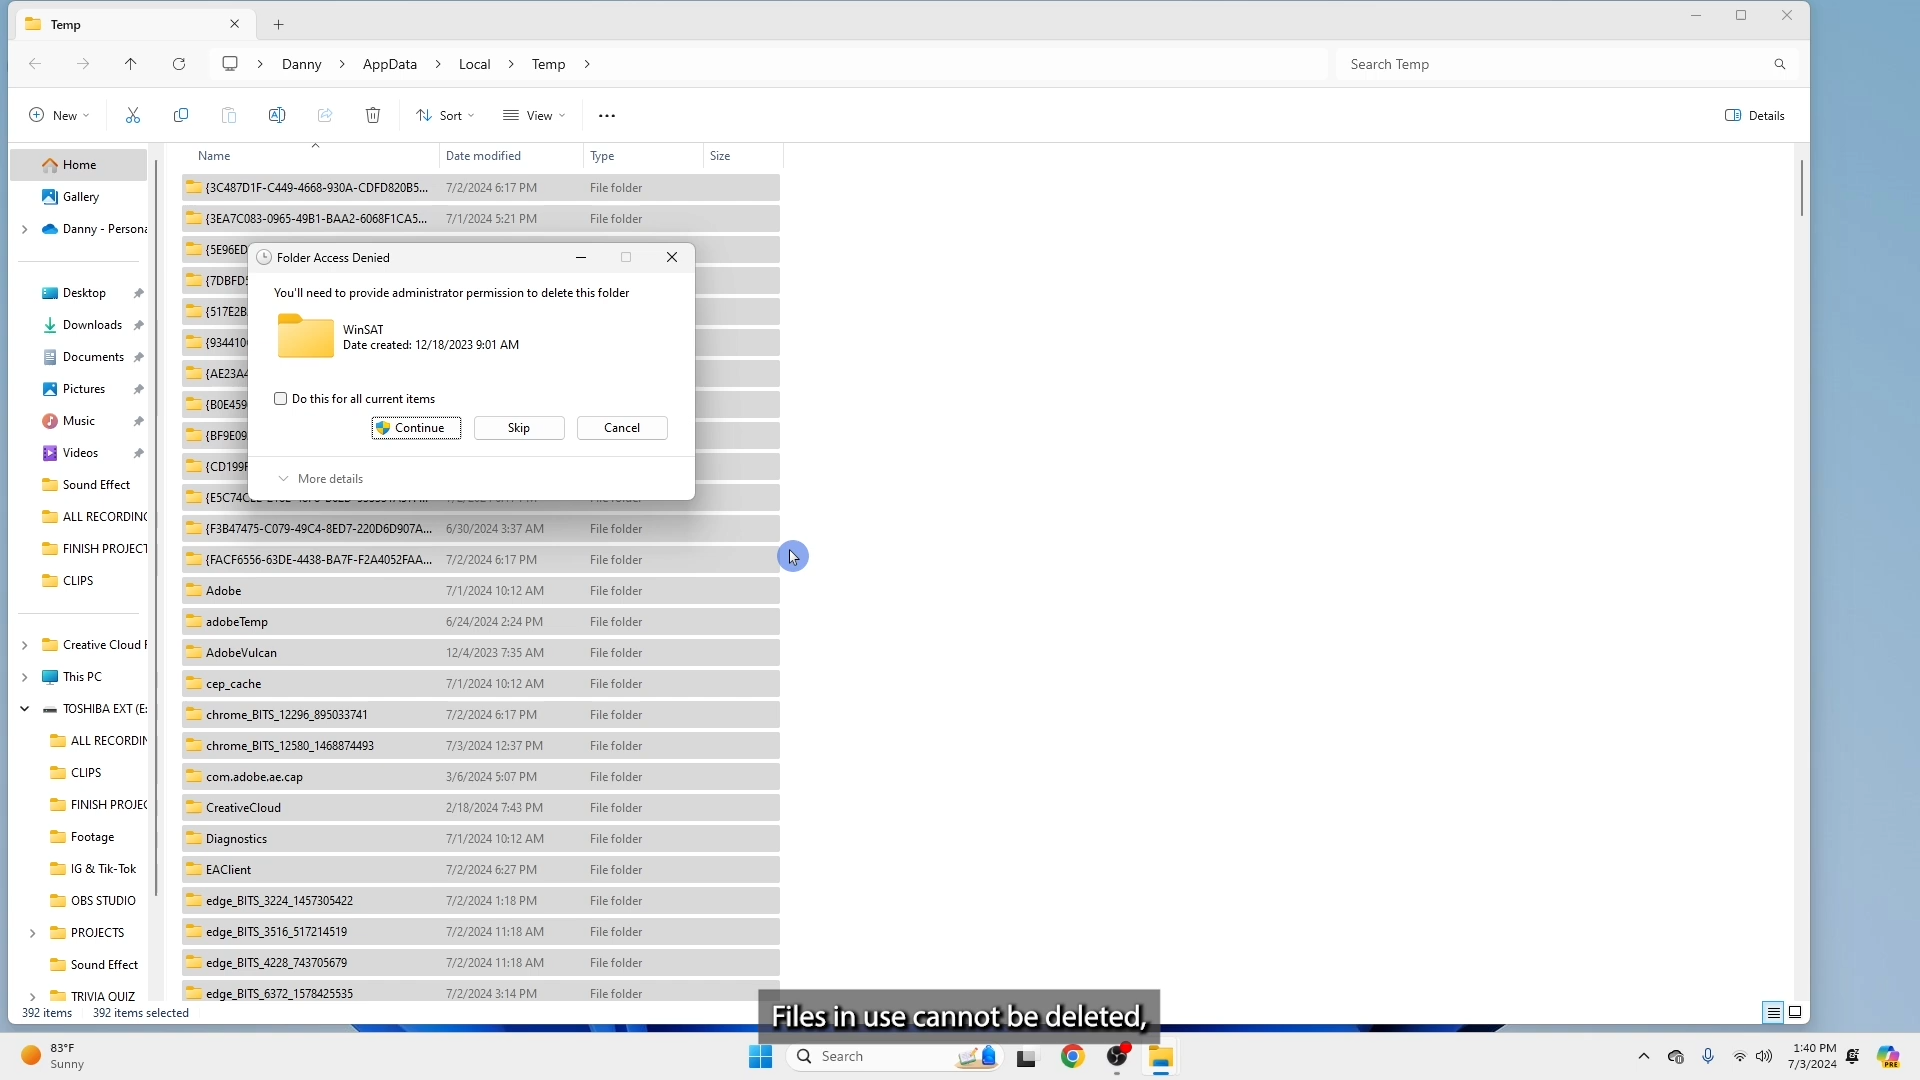 Temp
Danny > AppData > Local > Temp >
Search Temp
New
Sort
View
Details
Name
Date modified
Type
Size
Home
Gallery
Danny - Persona
Desktop
Downloads
Documents
Pictures
Music
Videos
Sound Effect
ALL RECORDING
FINISH PROJECT
CLIPS
Creative Cloud F
This PC
TOSHIBA EXT (E:
ALL RECORDIN
CLIPS
FINISH PROJEC
Footage
IG & Tik-Tok
OBS STUDIO
PROJECTS
Sound Effect
TRIVIA QUIZ
{3C487D1F-C449-4668-930A-CDFD820B5... 7/2/2024 6:17 PM File folder
{3EA7C083-0965-49B1-BAA2-6068F1CA5... 7/1/2024 5:21 PM File folder
{5E96ED
{7DBFD5
{517E2B
{934410
{AE23A4
{B0E459
{BF9E09
{CD199F
Folder Access Denied
You'll need to provide administrator permission to delete this folder
WinSAT
Date created: 12/18/2023 9:01 AM
Do this for all current items
Continue
Skip
Cancel
More details
{F3B47475-C079-49C4-8ED7-220D6D907A... 6/30/2024 3:37 AM File folder
{FACF6556-63DE-4438-BA7F-F2A4052FAA... 7/2/2024 6:17 PM File folder
Adobe 7/1/2024 10:12 AM File folder
adobeTemp 6/24/2024 2:24 PM File folder
AdobeVulcan 12/4/2023 7:35 AM File folder
cep_cache 7/1/2024 10:12 AM File folder
chrome_BITS_12296_895033741 7/2/2024 6:17 PM File folder
chrome_BITS_12580_1468874493 7/3/2024 12:37 PM File folder
com.adobe.ae.cap 3/6/2024 5:07 PM File folder
CreativeCloud 2/18/2024 7:43 PM File folder
Diagnostics 7/1/2024 10:12 AM File folder
EAClient 7/2/2024 6:27 PM File folder
edge_BITS_3224_1457305422 7/2/2024 1:18 PM File folder
edge_BITS_3516_517214519 7/2/2024 11:18 AM File folder
edge_BITS_4228_743705679 7/2/2024 11:18 AM File folder
edge_BITS_6372_1578425535 7/2/2024 3:14 PM File folder
392 items 392 items selected
Files in use cannot be deleted,
83°F
Sunny
Search
1:40 PM
7/3/2024
PRE